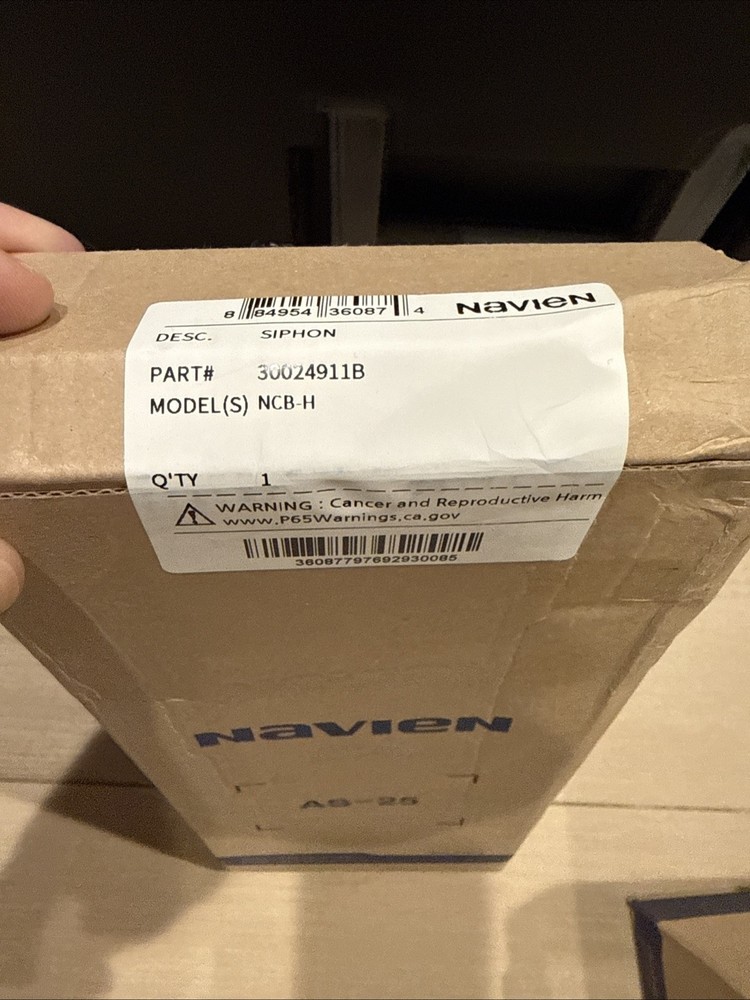 8 84954 36087 4 NAVIEN
DESC. SIPHON
PART# 30024911B
MODEL(S) NCB-H
Q'TY 1
WARNING : Cancer and Reproductive Harm
www.P65Warnings.ca.gov
36087797692930085
NAVIEN
AS-25